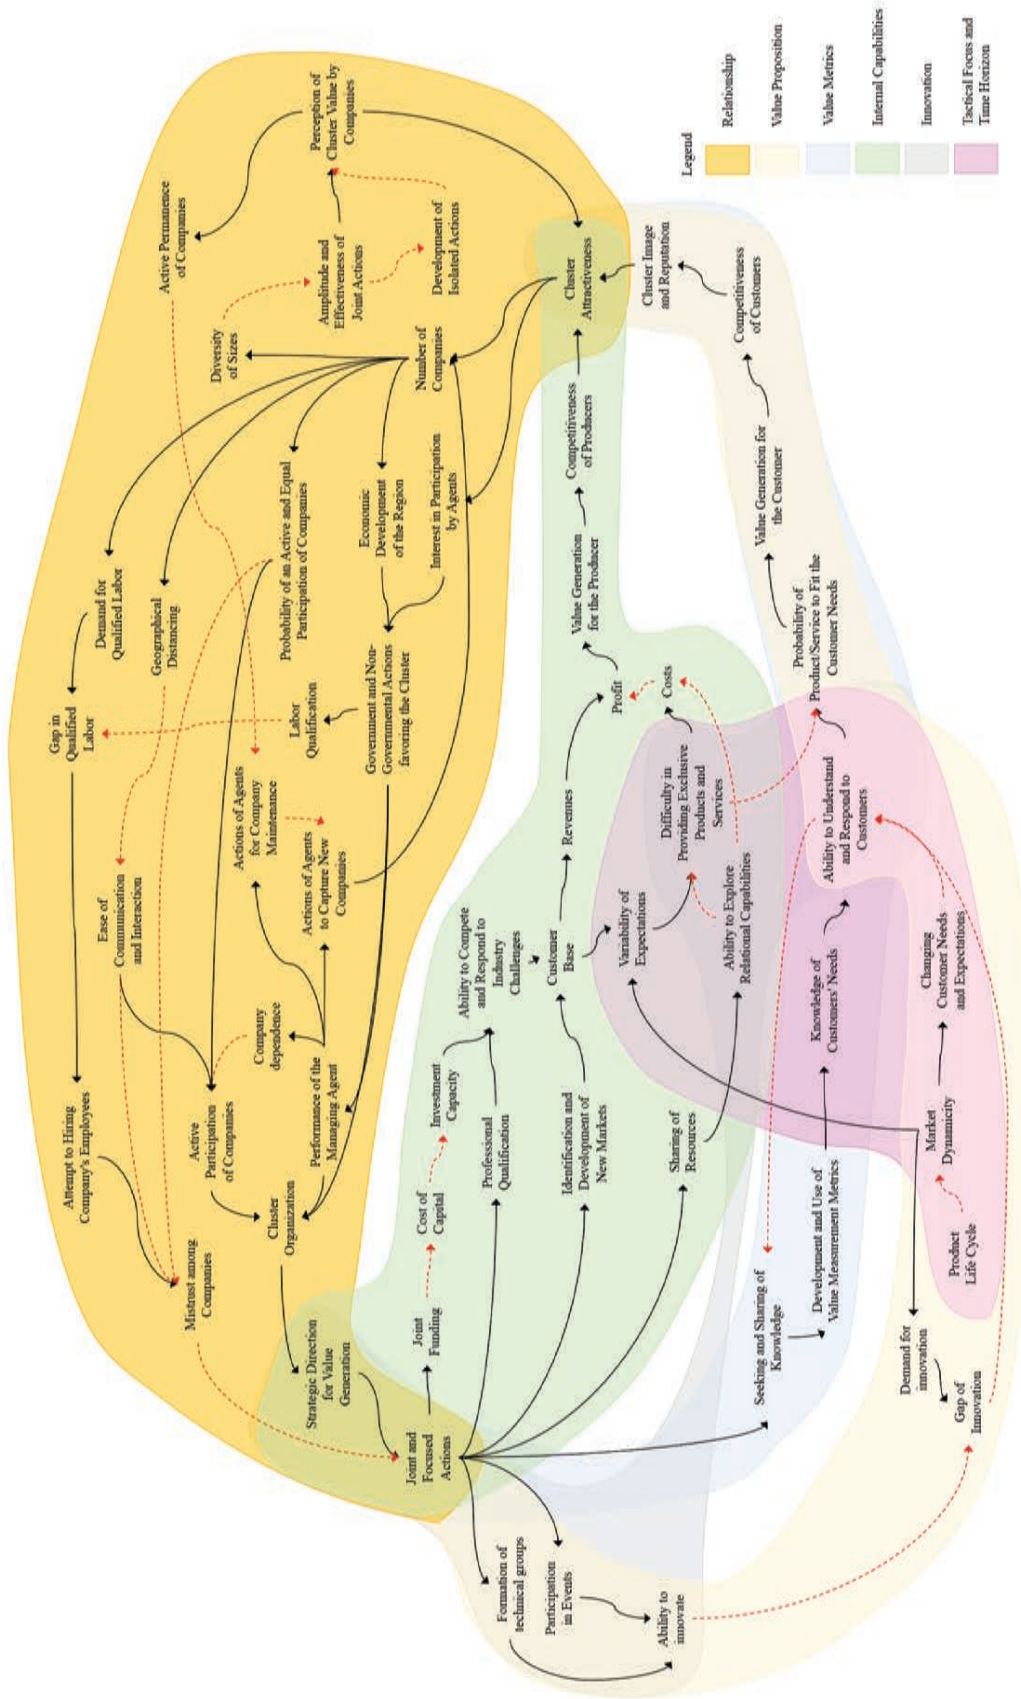 Perception of
Cluster Value by
Companies
Active Permanence
of Companies
Amplitude and
Effectiveness of
Joint Actions
Development of
Isolated Actions
Diversity
of Sizes
Number of
Companies
Cluster
Attractiveness
Cluster Image
and Reputation
Competitiveness
of Customers
Demand for
Qualified Labor
Geographical
Distancing
Probability of an Active and Equal
Participation of Companies
Economic
Development
of the Region
Interest in Participation
by Agents
Competitiveness
of Producers
Value Generation
for the Producer
Value Generation for
the Customer
Gap in
Qualified
Labor
Labor
Qualification
Government and Non-
Governmental Actions
favoring the Cluster
Profit
Costs
Probability of
Product/Service to Fit the
Customer Needs
Ease of
Communication
and Interaction
Actions of Agents
for Company
Maintenance
Actions of Agents
to Capture New
Companies
Ability to Compete
and Respond to
Industry
Challenges
Revenues
Customer
Base
Difficulty in
Providing Exclusive
Products and
Services
Variability of
Expectations
Ability to Explore
Relational Capabilities
Ability to Understand
and Respond to
Customers
Knowledge of
Customers' Needs
Changing
Customer Needs
and Expectations
Attempt to Hiring
Company's Employees
Active
Participation
of Companies
Company
dependence
Performance of the
Managing Agent
Cluster
Organization
Investment
Capacity
Cost of
Capital
Professional
Qualification
Identification and
Development of
New Markets
Sharing of
Resources
Market
Dynamicity
Product
Life Cycle
Mistrust among
Companies
Strategic Direction
for Value
Generation
Joint
Funding
Joint and
Focused
Actions
Seeking and Sharing of
Knowledge
Development and Use of
Value Measurement Metrics
Demand for
innovation
Gap of
Innovation
Formation of
technical groups
Participation
in Events
Ability to
innovate
Legend
Relationship
Value Proposition
Value Metrics
Internal Capabilities
Innovation
Tactical Focus and
Time Horizon